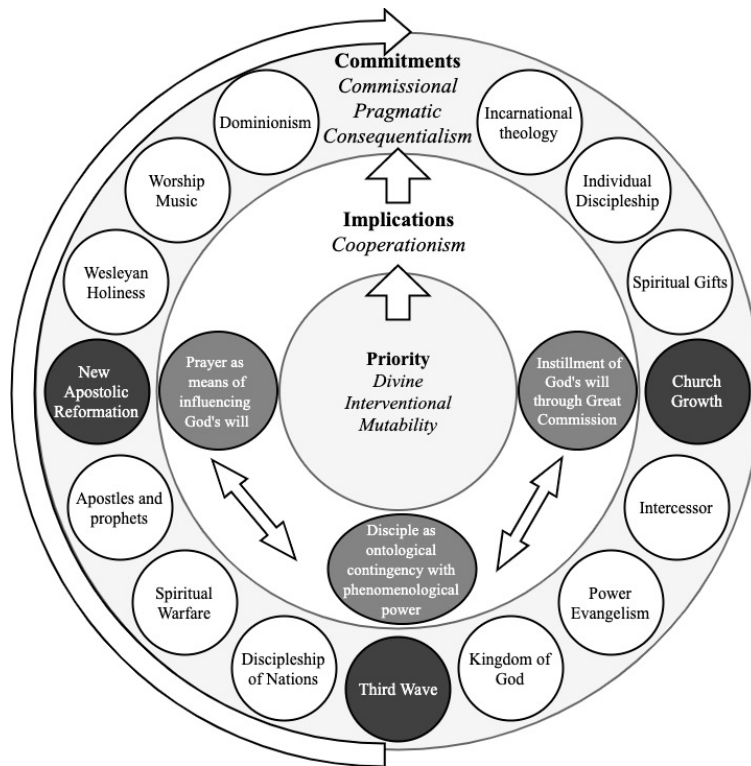 Commitments
Commissional
Pragmatic
Consequentialism
Dominionism
Incarnational
theology
Worship
Music
Individual
Discipleship
Implications
Cooperationism
Wesleyan
Holiness
Spiritual Gifts
New
Apostolic
Reformation
Prayer as
means of
influencing
God's will
Priority
Divine
Interventional
Mutability
Instillment of
God's will
through Great
Commission
Church
Growth
Apostles and
prophets
Intercessor
Disciple as
ontological
contingency with
phenomenological
power
Spiritual
Warfare
Power
Evangelism
Discipleship
of Nations
Third Wave
Kingdom of
God